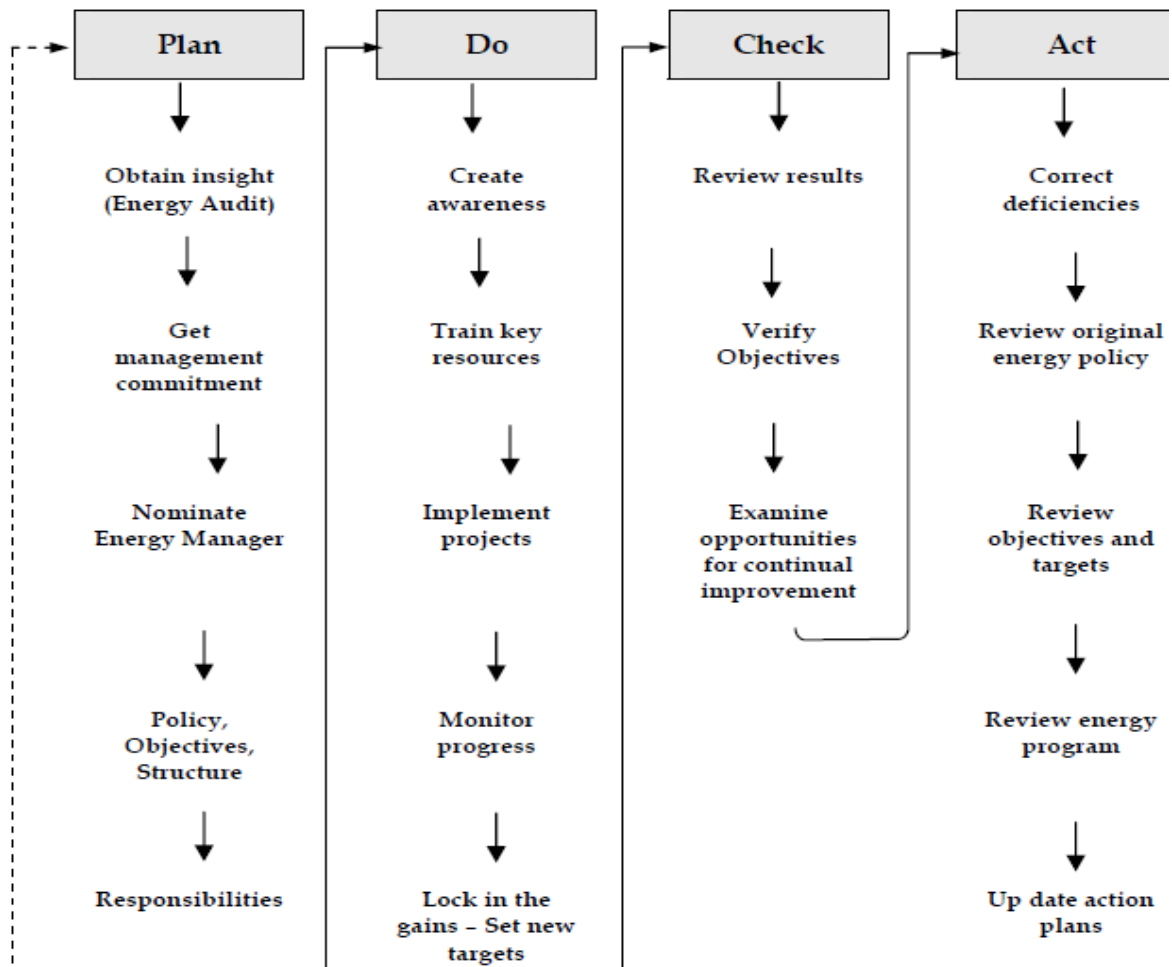 Plan
Obtain insight
(Energy Audit)
Get
management
commitment
Nominate
Energy Manager
Policy,
Objectives,
Structure
Responsibilities
Do
Create
awareness
Train key
resources
Implement
projects
Monitor
progress
Lock in the
gains – Set new
targets
Check
Review results
Verify
Objectives
Examine
opportunities
for continual
improvement
Act
Correct
deficiencies
Review original
energy policy
Review
objectives and
targets
Review energy
program
Up date action
plans